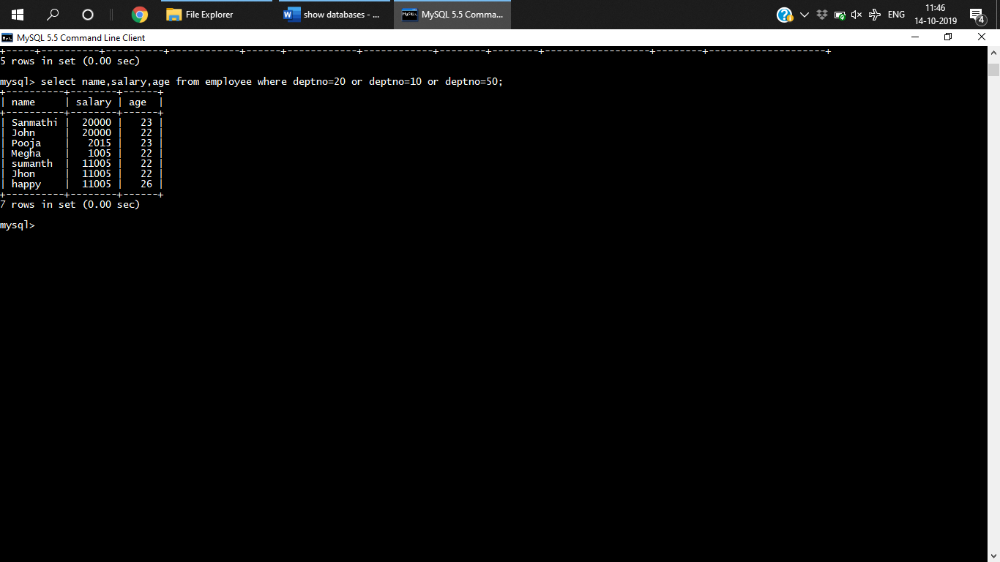 File Explorer
show databases - ...
MySQL 5.5 Comma...
ENG
11:46
14-10-2019
4
MySQL 5.5 Command Line Client
+-----+----------+----------+------------+------+------------+------------+--------+--------+------------------+--------+--------------------+
5 rows in set (0.00 sec)
mysql> select name,salary,age from employee where deptno=20 or deptno=10 or deptno=50;
+----------+--------+------+
| name     | salary | age  |
+----------+--------+------+
| Sanmathi |  20000 |   23 |
| John     |  20000 |   22 |
| Pooja    |   2015 |   23 |
| Megha    |   1005 |   22 |
| sumanth  |  11005 |   22 |
| Jhon     |  11005 |   22 |
| happy    |  11005 |   26 |
+----------+--------+------+
7 rows in set (0.00 sec)
mysql>